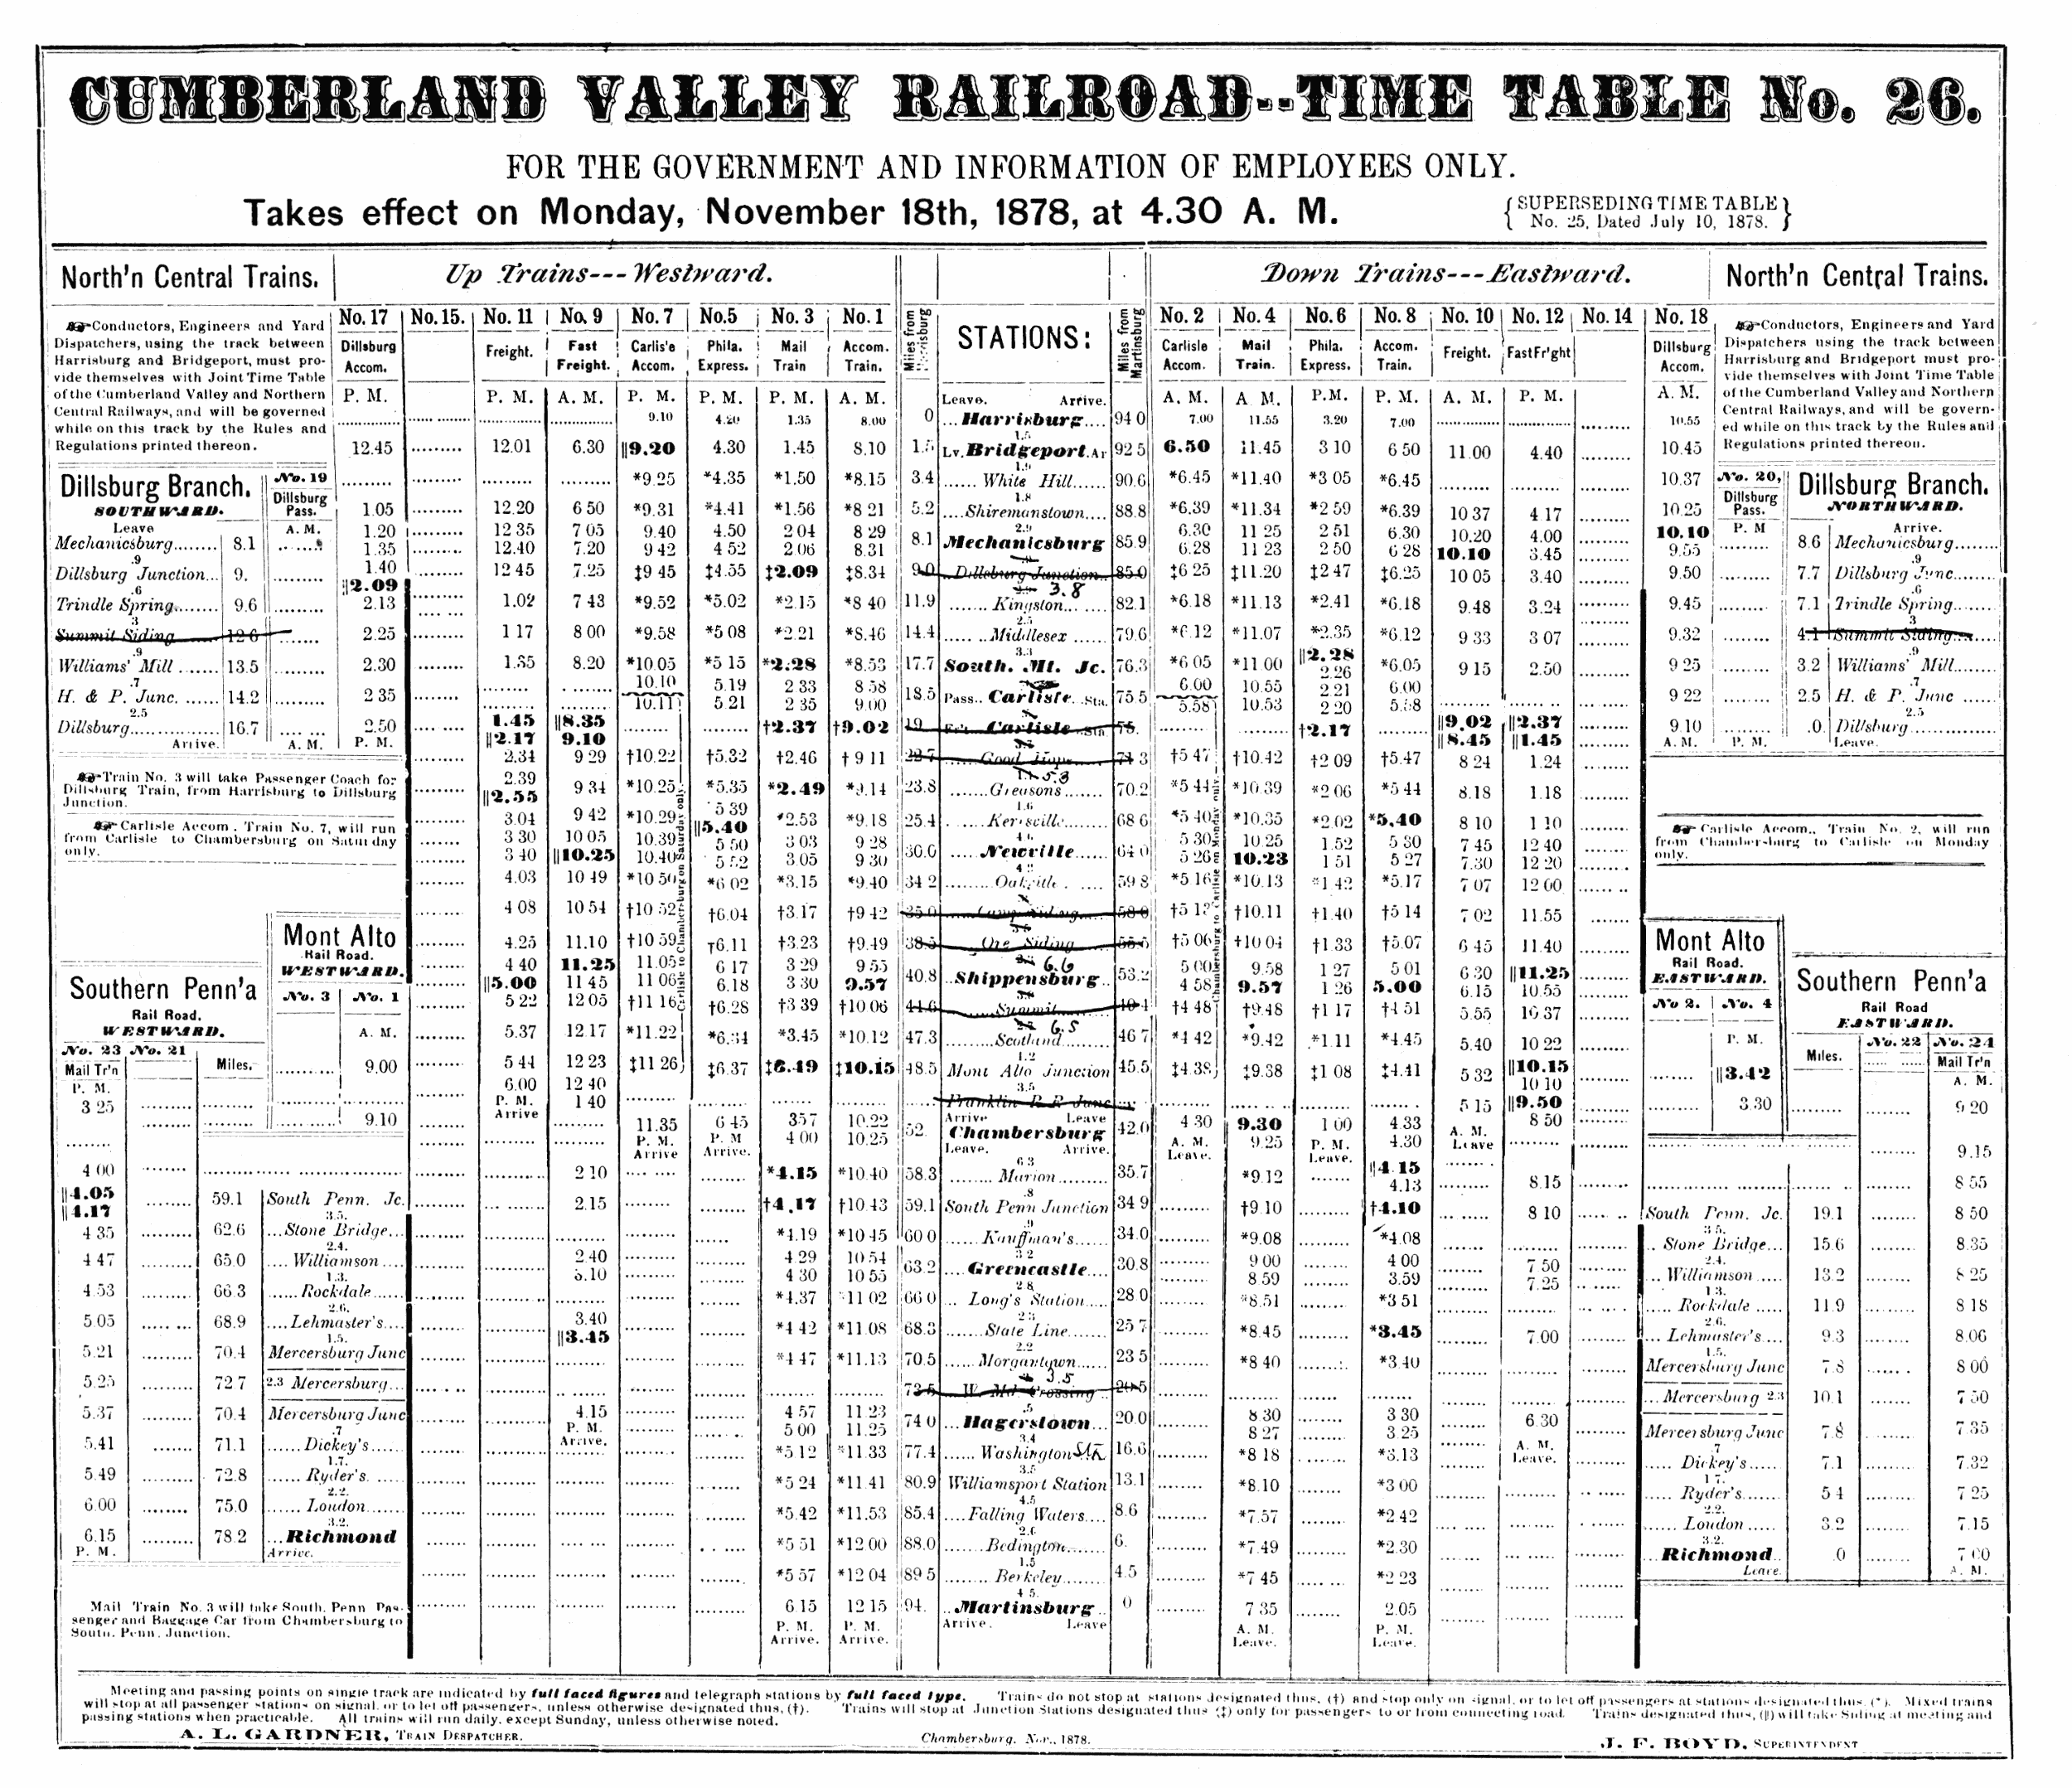 CUMBERLAND VALLEY RAILROAD--TIME TABLE No. 26.
FOR THE GOVERNMENT AND INFORMATION OF EMPLOYEES ONLY.
Takes effect on Monday, November 18th, 1878, at 4.30 A. M.
{ SUPERSEDING TIME TABLE }
{ No. 25, Dated July 10, 1878. }
North'n Central Trains.
Up Trains---Westward.
Down Trains---Eastward.
North'n Central Trains.
No. 17 No. 15. No. 11 No. 9 No. 7 No. 5 No. 3 No. 1 Miles from Harrisburg STATIONS: Miles from Martinsburg No. 2 No. 4 No. 6 No. 8 No. 10 No. 12 No. 14 No. 18
Dillsburg Accom. Freight. Fast Freight. Carlis'e Accom. Phila. Express. Mail Train Accom. Train. Carlisle Accom. Mail Train. Phila. Express. Accom. Train. Freight. Fast Fr'ght Dillsburg Accom.
P. M. P. M. A. M. P. M. P. M. P. M. A. M. Leave. Arrive. A. M. A. M. P.M. P. M. A. M. P. M. A. M.
9.10 4.20 1.35 8.00 0 ...Harrisburg.... 94 0 7.00 11.55 3.20 7.00 10.55
12.45 12.01 6.30 ‖9.20 4.30 1.45 8.10 1.5 Lv. Bridgeport. Ar 92 5 6.50 11.45 3 10 6 50 11.00 4.40 10.45
*9.25 *4.35 *1.50 *8.15 3.4 ......White Hill...... 90.6 *6.45 *11.40 *3 05 *6.45 10.37
1.05 12.20 6 50 *9.31 *4.41 *1.56 *8 21 5.2 ....Shiremanstown.... 88.8 *6.39 *11.34 *2 59 *6.39 10 37 4.17 10.25
1.20 12 35 7 05 9.40 4.50 2 04 8 29 6.30 11 25 2 51 6.30 10.20 4.00 10.10
1.35 12.40 7.20 9 42 4 52 2 06 8.31 8.1 Mechanicsburg 85.9 6.28 11 23 2 50 6 28 10.10 3.45 9.55
1.40 12 45 7.25 ‡9 45 ‡4.55 ‡2.09 ‡8.34 9.0 Dillsburg Junction 85.0 ‡6 25 ‡11.20 ‡2 47 ‡6.25 10 05 3.40 9.50
‖2.09
3.8
2.13 1.02 7 43 *9.52 *5.02 *2.15 *8 40 11.9 Kingston 82.1 *6.18 *11.13 *2.41 *6.18 9.48 3.24 9.45
2.25 1 17 8 00 *9.58 *5 08 *2.21 *8.46 14.4 Middlesex 79.6 *6.12 *11.07 *2.35 *6.12 9 33 3 07 9.32
2.30 1.35 8.20 *10.05 *5 15 *2.28 *8.53 17.7 South. Mt. Jc. 76.3 *6 05 *11.00 ‖2.28 *6.05 9 15 2.50 9 25
2 35 10.10 5.19 2 33 8 58 18.5 Pass.. Carlisle. .Sta. 75.5 6.00 10.55 2.26 2 21 6.00 9 22
10.11 5.21 2 35 9.00 5.58 10.53 2 20 5.58
2.50 1.45 ‖8.35 †2.37 †9.02 19 Carlisle Sta 75. †2.17 ‖9.02 ‖2.37 9.10
P. M. ‖2.17 9.10 ‖8.45 ‖1.45 A. M.
2.34 9 29 †10.22 †5.32 †2.46 †9 11 22.7 Good Hope 71 3 †5 47 †10.42 †2 09 †5.47 8 24 1.24
2.39 9 34 *10.25 *5.35 *2.49 *9.14 23.8 Greasons 70.2 *5 44 *10.39 *2 06 *5 44 8.18 1.18
‖2.55
5.3
3.04 9 42 *10.29 5 39 *2.53 *9.18 25.4 Kerrsville 68 6 *5 40 *10.35 *2.02 *5.40 8 10 1 10
‖5.40
3 30 10 05 10.39 5 50 3 03 9 28 30.0 Newville 64 0 5 30 10.25 1.52 5 30 7 45 12 40
3 40 ‖10.25 10.40 5 52 3 05 9 30 5 26 10.23 1 51 5 27 7.30 12 20
4.03 10 49 *10 50 *6 02 *3.15 *9.40 34 2 Oakville 59 8 *5.16 *10.13 *1 42 *5.17 7 07 12 00
4 08 10 54 †10 52 †6.04 †3.17 †9 42 35.0 Camp Siding 58 0 †10.11 †1.40 †5 14 7 02 11.55
4.25 11.10 †10 59 †6.11 †3.23 †9.49 38.5 Ore Siding 55.5 †5 06 †10 04 †1.33 †5.07 6 45 11.40
6.6
4 40 11.25 11.05 6 17 3 29 9 55 40.8 Shippensburg 53.2 5 00 9.58 1 27 5 01 6 30 ‖11.25
‖5.00 11 45 11 06 6.18 3 30 9.57 4 58 9.57 1 26 5.00 6.15 10.55
5 22 12 05 †11 16 †6.28 †3 39 †10 06 44.6 Summit †4 48 †9.48 †1 17 †4 51 5.55 10 37
6.5
5.37 12.17 *11.22 *6.34 *3.45 *10.12 47.3 Scotland 46 7 *4 42 *9.42 *1.11 *4.45 5.40 10 22
5 44 12 23 ‡11 26 ‡6.37 ‡3.49 ‡10.15 48.5 Mont Alto Junction 45.5 ‡4.38 ‡9.38 ‡1 08 ‡4.41 5 32 ‖10.15
6.00 12 40 10 10
P. M. Arrive 1 40 Franklin R R Junc 5 15 ‖9.50
11.35 6 45 3 57 10.22 Arrive Leave 4 30 9.30 1 00 4 33 A. M. Leave 8 50
P. M. Arrive P. M Arrive. 4 00 10.25 52. Chambersburg 42.0 A. M. Leave. 9 25 P. M. Leave. 4.30
Leave. Arrive.
2 10 *4.15 *10.40 58.3 Marion 35.7 *9.12 ‖4.15 4.13 8.15
2.15 †4.17 †10 43 59.1 South Penn Junction 34 9 †9.10 †4.10 8 10
*4.19 *10 45 60 0 Kauffman's 34.0 *9.08 *4.08
2.40 4 29 10 54 63.2 Greencastle 30.8 9 00 4 00 7 50
3.10 4 30 10 55 8 59 3.59 7 25
*4.37 *11 02 66 0 Long's Station 28 0 *8.51 *3 51
3.40 *4 42 *11.08 68.3 State Line 25 7 *8.45 *3.45 7.00
‖3.45
*4 47 *11.13 70.5 Morgantown 23 5 *8 40 *3.40
3.5
72.5 W. Md. Crossing 20.5
4.15 4 57 11.23 74 0 Hagerstown 20.0 8 30 3 30 6.30
P. M. Arrive. 5 00 11.25 8 27 3.25 A. M. Leave.
*5 12 *11.33 77.4 Washington Sta 16.6 *8 18 *3.13
*5 24 *11.41 80.9 Williamsport Station 13.1 *8.10 *3 00
*5.42 *11.53 85.4 Falling Waters 8.6 *7.57 *2 42
*5 51 *12 00 88.0 Bedington 6. *7.49 *2.30
*5 57 *12 04 89 5 Berkeley 4.5 *7 45 *2 23
6 15 12 15 94. Martinsburg 0 7 35 2.05
P. M. Arrive. P. M. Arrive. Arrive. Leave A. M. Leave. P. M. Leave.
Conductors, Engineers and Yard
Dispatchers, using the track between
Harrisburg and Bridgeport, must pro-
vide themselves with Joint Time Table
of the Cumberland Valley and Northern
Central Railways, and will be governed
while on this track by the Rules and
Regulations printed thereon.
Dillsburg Branch.
SOUTHWARD.
No. 19
Dillsburg Pass.
Leave A. M.
Mechanicsburg........ 8.1
.9
Dillsburg Junction... 9.
.6
Trindle Spring........ 9.6
3
Summit Siding 12 6
.9
Williams' Mill ....... 13.5
.7
H. & P. Junc. ...... 14.2
2.5
Dillsburg............... 16.7
Arrive. A. M.
Train No. 3 will take Passenger Coach for
Dillsburg Train, from Harrisburg to Dillsburg
Junction.
Carlisle Accom. Train No. 7, will run
from Carlisle to Chambersburg on Saturday
only.
Carlisle to Chambersburg on Saturday only.
Mont Alto
Rail Road.
WESTWARD.
No. 3 No. 1
A. M.
9.00
9.10
Southern Penn'a
Rail Road.
WESTWARD.
No. 23 No. 21
Mail Tr'n Miles.
P. M.
3 25
4 00
‖4.05 59.1 South Penn. Jc.
‖4.17 3.5.
4 35 62.6 ...Stone Bridge...
2.4.
4 47 65.0 ....Williamson ....
1.3.
4.53 66.3 ......Rockdale......
2.6.
5.05 68.9 ....Lehmaster's....
1.5.
5.21 70.4 Mercersburg Junc
5.25 72.7 2.3 Mercersburg...
5.37 70.4 Mercersburg Junc
.7
5.41 71.1 ......Dickey's......
1.7.
5.49 72.8 ......Ryder's......
2.2.
6.00 75.0 ......London.......
3.2.
6.15 78.2 ...Richmond
P. M. Arrive.
Mail Train No. 3 will take South. Penn Pas-
senger and Baggage Car from Chambersburg to
South. Penn. Junction.
Conductors, Engineers and Yard
Dispatchers using the track between
Harrisburg and Bridgeport must pro-
vide themselves with Joint Time Table
of the Cumberland Valley and Northern
Central Railways, and will be govern-
ed while on this track by the Rules and
Regulations printed thereon.
No. 20,
Dillsburg Pass.
Dillsburg Branch.
NORTHWARD.
P. M Arrive.
8.6 Mechanicsburg.......
.9
7.7 Dillsburg Junc.......
.6
7.1 Trindle Spring......
3
4.1 Summit Siding
.9
3.2 Williams' Mill.......
.7
2.5 H. & P. Junc ......
2.5
.0 Dillsburg..............
P. M. Leave.
Carlisle Accom., Train No. 2, will run
from Chambersburg to Carlisle on Monday
only.
Chambersburg to Carlisle on Monday only.
Mont Alto
Rail Road.
EASTWARD.
No 2. No. 4
P. M.
‖3.42
3.30
Southern Penn'a
Rail Road
EASTWARD.
No. 22 No. 24
Miles. Mail Tr'n
A. M.
9 20
9.15
8 55
South Penn. Jc. 19.1 8 50
3 5.
Stone Bridge... 15.6 8.35
2.4.
Williamson ..... 13.2 8 25
1 3.
Rockdale ..... 11.9 8 18
2.6.
Lehmaster's.... 9.3 8.06
1.5.
Mercersburg Junc 7.8 8 00
Mercersburg 2.3 10.1 7 50
Mercersburg Junc 7.8 7.35
.7
Dickey's...... 7.1 7.32
1 7.
Ryder's....... 5 4 7 25
2.2.
London ..... 3.2 7.15
3.2.
Richmond.. .0 7 00
Leave. A. M.
Meeting and passing points on single track are indicated by full faced figures and telegraph stations by full faced type. Trains do not stop at stations designated thus, (†) and stop only on signal, or to let off passengers at stations designated thus, (*). Mixed trains
will stop at all passenger stations on signal, or to let off passengers, unless otherwise designated thus, (†). Trains will stop at Junction Stations designated thus (‡) only for passengers to or from connecting road. Trains designated thus, (‖) will take Siding at meeting and
passing stations when practicable. All trains will run daily, except Sunday, unless otherwise noted.
A. L. GARDNER, TRAIN DESPATCHER.
Chambersburg, Nov., 1878.
J. F. BOYD, SUPERINTENDENT